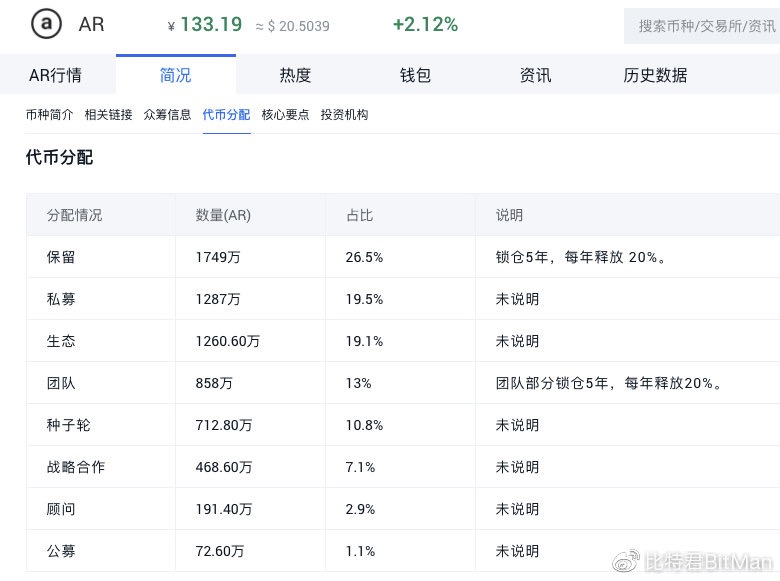 a AR ¥ 133.19 ≈ $ 20.5039 +2.12% 搜索币种/交易所/资讯
AR行情 简况 热度 钱包 资讯 历史数据
币种简介 相关链接 众筹信息 代币分配 核心要点 投资机构
代币分配
分配情况 数量(AR) 占比 说明
保留 1749万 26.5% 锁仓5年，每年释放 20%。
私募 1287万 19.5% 未说明
生态 1260.60万 19.1% 未说明
团队 858万 13% 团队部分锁仓5年，每年释放20%。
种子轮 712.80万 10.8% 未说明
战略合作 468.60万 7.1% 未说明
顾问 191.40万 2.9% 未说明
公募 72.60万 1.1% 未说明
比特君BitMan